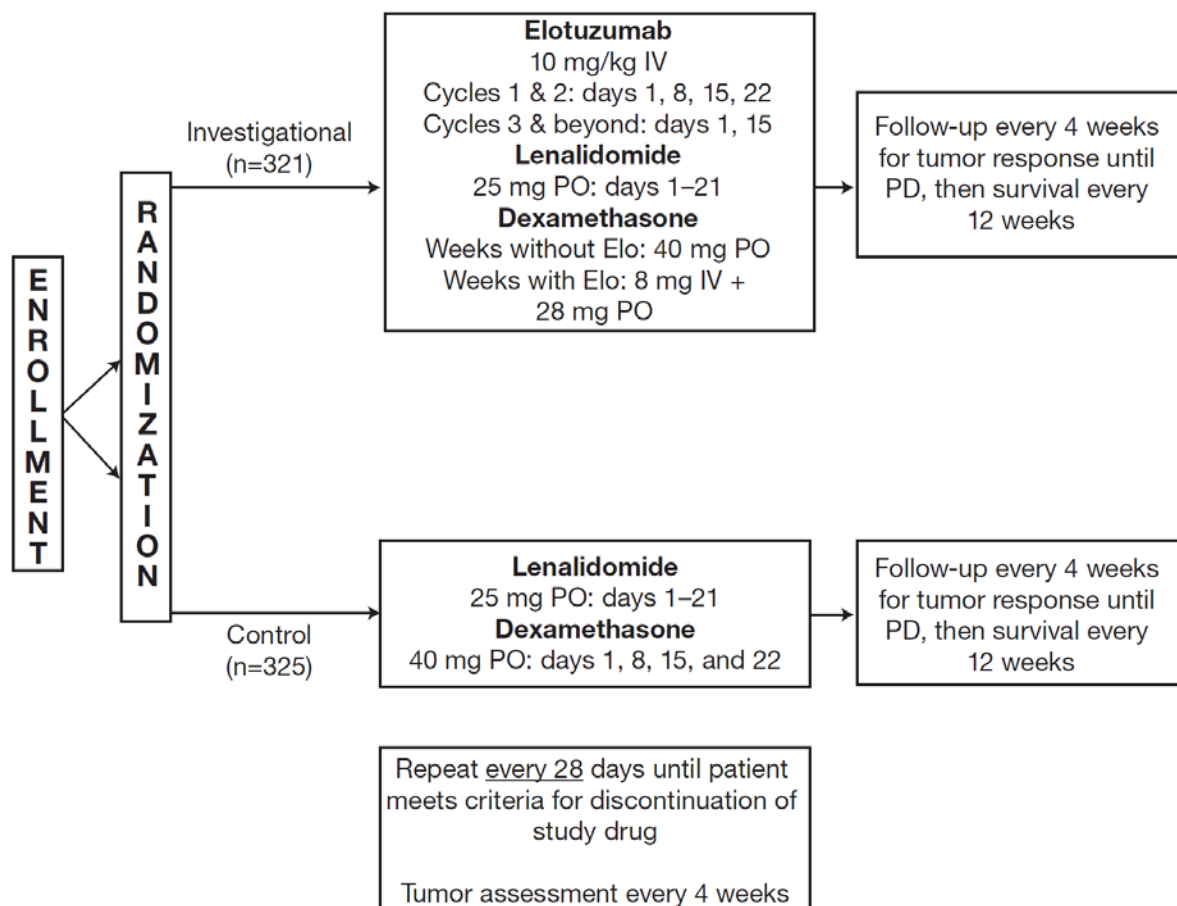 ENROLLMENT
RANDOMIZATION
Investigational
(n=321)
Elotuzumab
10 mg/kg IV
Cycles 1 & 2: days 1, 8, 15, 22
Cycles 3 & beyond: days 1, 15
Lenalidomide
25 mg PO: days 1–21
Dexamethasone
Weeks without Elo: 40 mg PO
Weeks with Elo: 8 mg IV +
28 mg PO
Follow-up every 4 weeks
for tumor response until
PD, then survival every
12 weeks
Control
(n=325)
Lenalidomide
25 mg PO: days 1–21
Dexamethasone
40 mg PO: days 1, 8, 15, and 22
Follow-up every 4 weeks
for tumor response until
PD, then survival every
12 weeks
Repeat every 28 days until patient
meets criteria for discontinuation of
study drug
Tumor assessment every 4 weeks